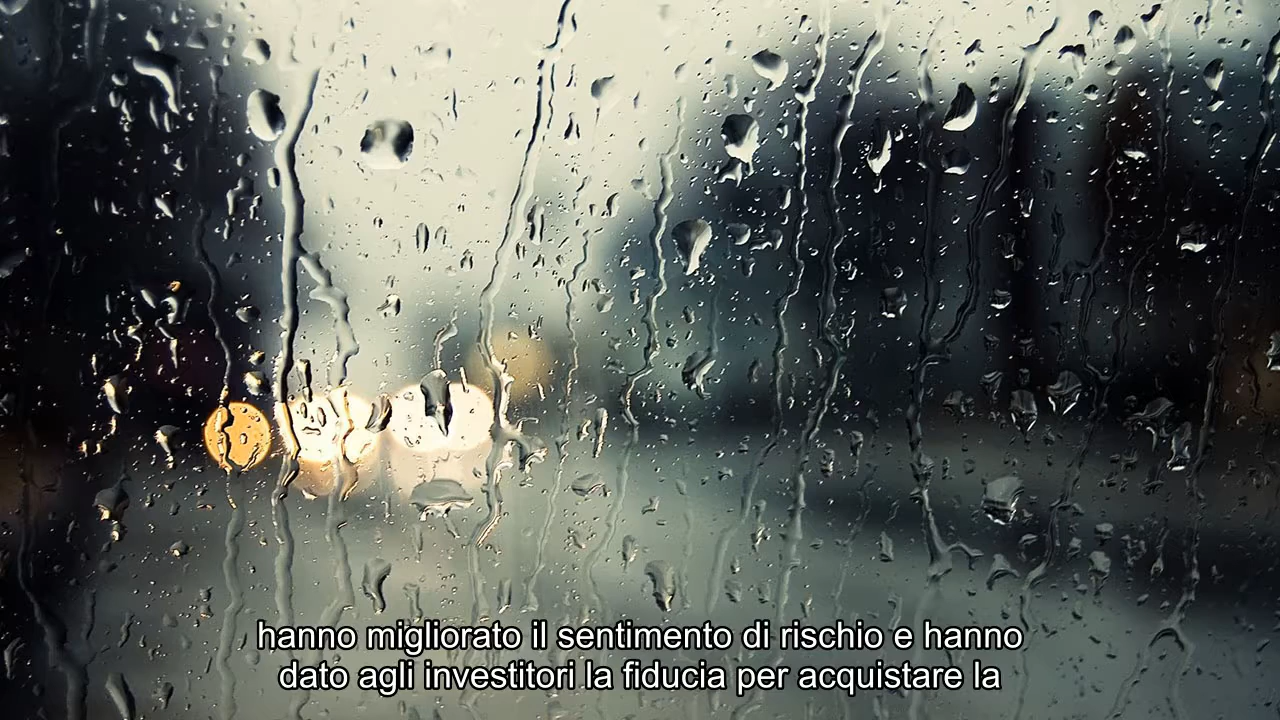 hanno migliorato il sentimento di rischio e hanno
dato agli investitori la fiducia per acquistare la